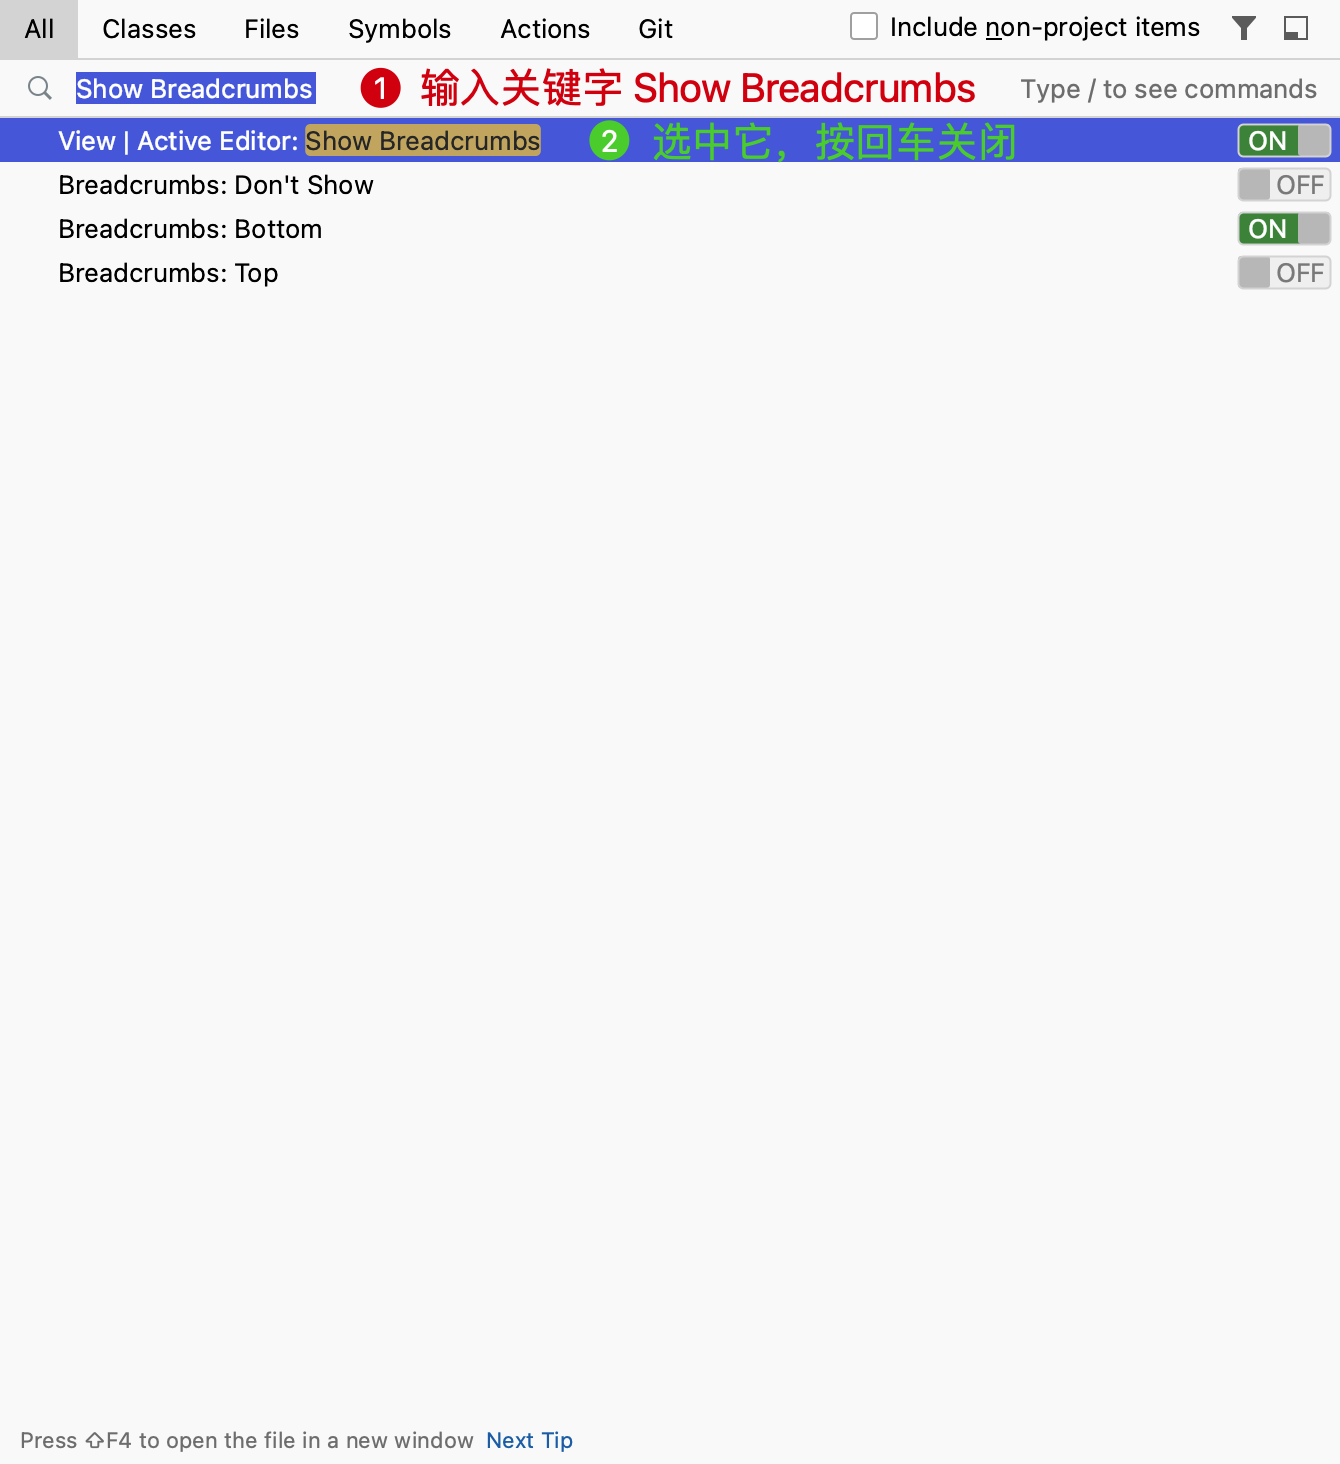 All Classes Files Symbols Actions Git Include non-project items
Show Breadcrumbs 1 输入关键字 Show Breadcrumbs Type / to see commands
View | Active Editor: Show Breadcrumbs 2 选中它，按回车关闭 ON
Breadcrumbs: Don't Show OFF
Breadcrumbs: Bottom ON
Breadcrumbs: Top OFF
Press ⇧F4 to open the file in a new window Next Tip